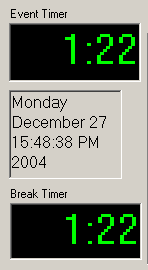 Event Timer
1:22
Monday
December 27
15:48:38 PM
2004
Break Timer
1:22